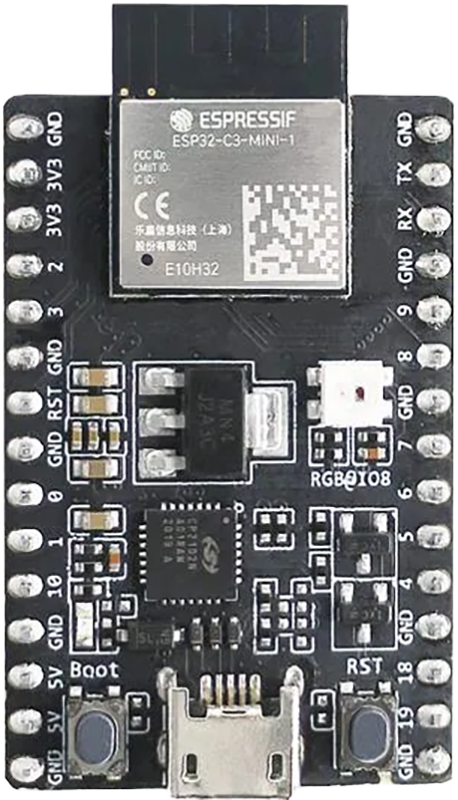 ESPRESSIF
ESP32-C3-MINI-1
FCC ID:
CMIIT ID:
IC ID:
CE
乐鑫信息科技（上海）
股份有限公司
E10H32
GND
3V3
3V3
2
3
GND
RST
GND
0
1
10
GND
5V
5V
GND
GND
TX
RX
GND
9
8
GND
7
6
5
4
GND
18
19
GND
MN4
RGB@IO8
CP2102N
Boot
RST